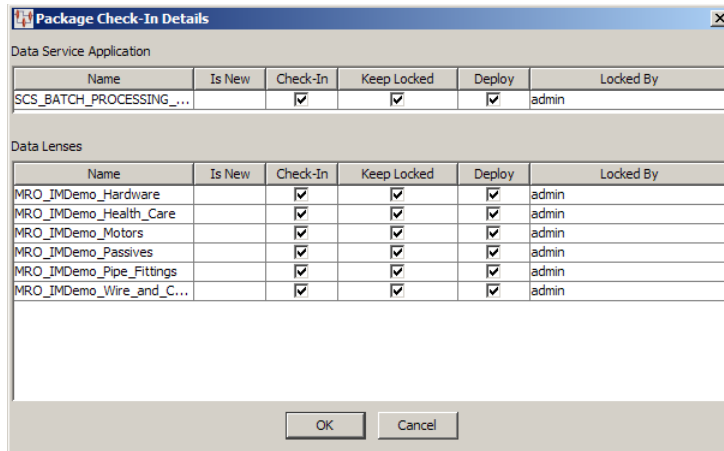 Package Check-In Details
Data Service Application
Name Is New Check-In Keep Locked Deploy Locked By
SCS_BATCH_PROCESSING_... admin
Data Lenses
Name Is New Check-In Keep Locked Deploy Locked By
MRO_IMDemo_Hardware admin
MRO_IMDemo_Health_Care admin
MRO_IMDemo_Motors admin
MRO_IMDemo_Passives admin
MRO_IMDemo_Pipe_Fittings admin
MRO_IMDemo_Wire_and_C... admin
OK Cancel